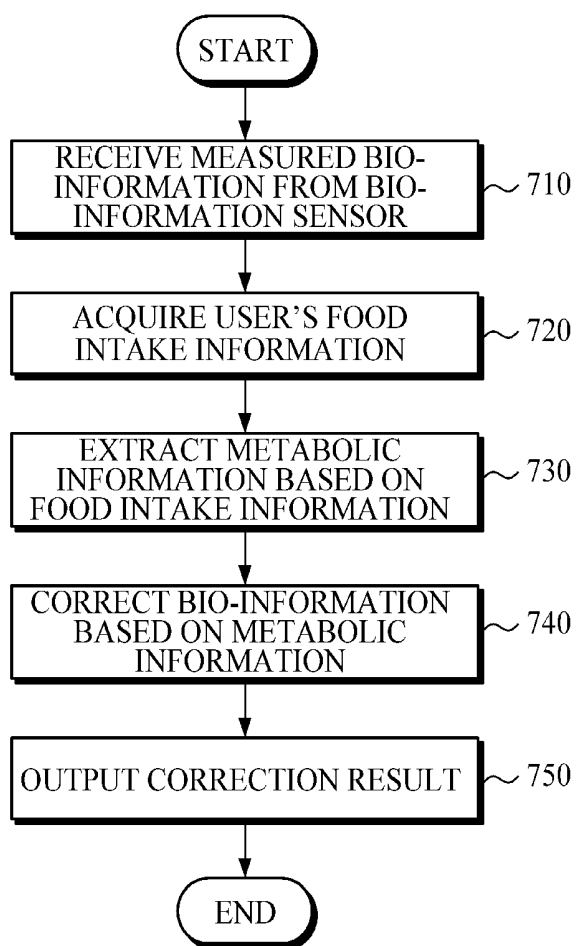 START
RECEIVE MEASURED BIO-
INFORMATION FROM BIO-
INFORMATION SENSOR
710
ACQUIRE USER'S FOOD
INTAKE INFORMATION
720
EXTRACT METABOLIC
INFORMATION BASED ON
FOOD INTAKE INFORMATION
730
CORRECT BIO-INFORMATION
BASED ON METABOLIC
INFORMATION
740
OUTPUT CORRECTION RESULT
750
END